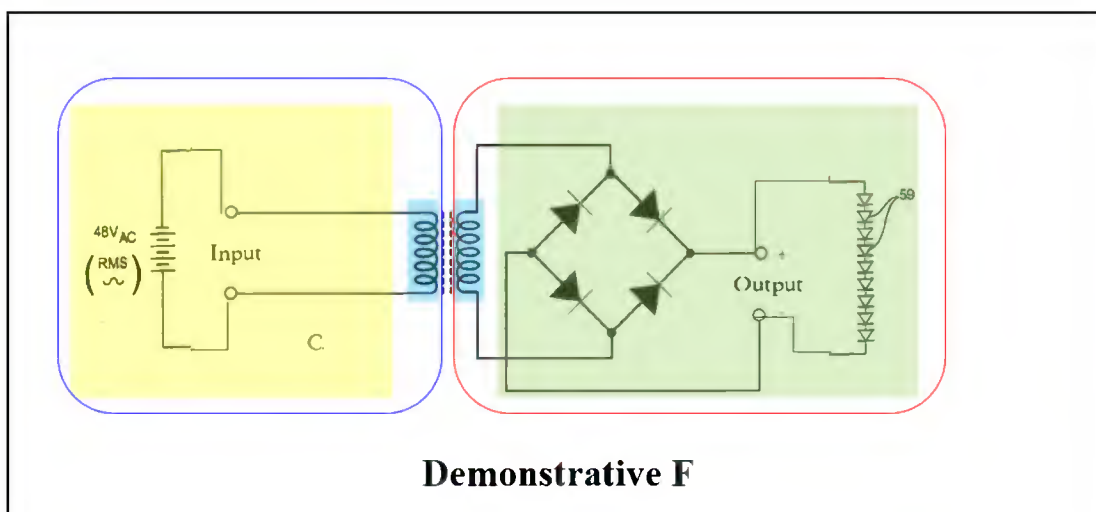 48VAC
(RMS
∼)
Input
C.
+
Output
-
59
Demonstrative F